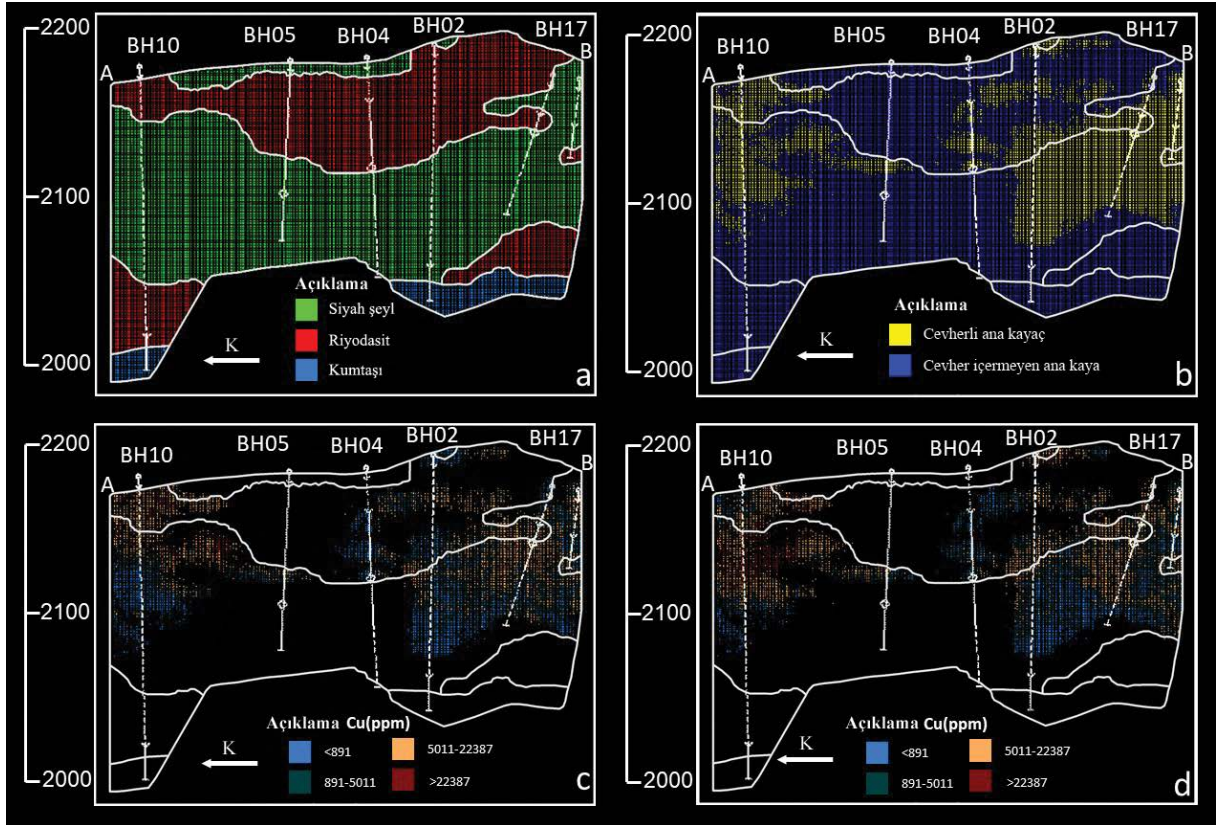 2200
2100
2000
A
BH10
BH05
BH04
BH02
BH17
B
Açıklama
Siyah şeyl
Riyodasit
Kumtaşı
K
a
2200
2100
2000
A
BH10
BH05
BH04
BH02
BH17
B
Açıklama
Cevherli ana kayaç
Cevher içermeyen ana kaya
K
b
2200
2100
2000
A
BH10
BH05
BH04
BH02
BH17
B
Açıklama Cu(ppm)
<891 5011-22387
891-5011 >22387
K
c
2200
2100
2000
A
BH10
BH05
BH04
BH02
BH17
B
Açıklama Cu(ppm)
<891 5011-22387
891-5011 >22387
K
d